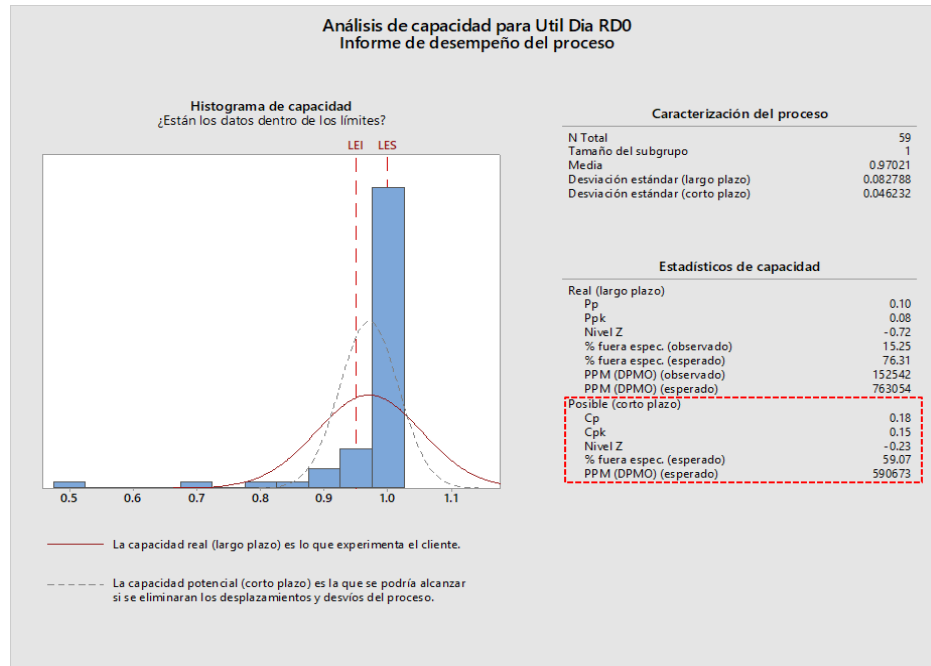 Análisis de capacidad para Util Dia RD0
Informe de desempeño del proceso
Histograma de capacidad
¿Están los datos dentro de los límites?
LEI LES
0.5 0.6 0.7 0.8 0.9 1.0 1.1
La capacidad real (largo plazo) es lo que experimenta el cliente.
La capacidad potencial (corto plazo) es la que se podría alcanzar
si se eliminaran los desplazamientos y desvíos del proceso.
Caracterización del proceso
N Total 59
Tamaño del subgrupo 1
Media 0.97021
Desviación estándar (largo plazo) 0.082788
Desviación estándar (corto plazo) 0.046232
Estadísticos de capacidad
Real (largo plazo)
Pp 0.10
Ppk 0.08
Nivel Z -0.72
% fuera espec. (observado) 15.25
% fuera espec. (esperado) 76.31
PPM (DPMO) (observado) 152542
PPM (DPMO) (esperado) 763054
Posible (corto plazo)
Cp 0.18
Cpk 0.15
Nivel Z -0.23
% fuera espec. (esperado) 59.07
PPM (DPMO) (esperado) 590673